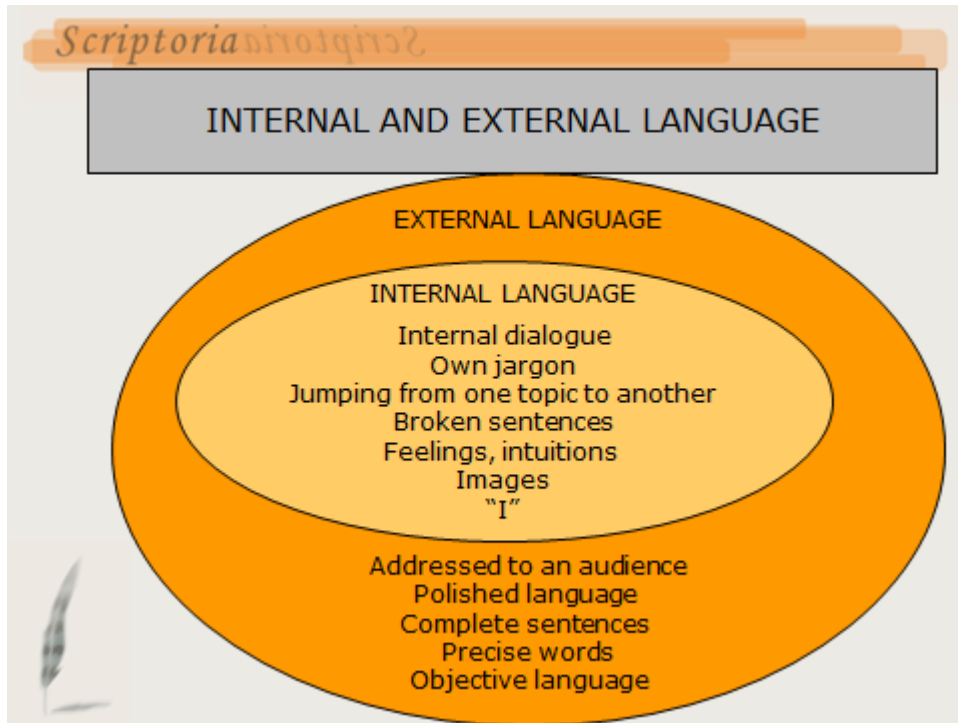 Scriptoria Scriptoria
INTERNAL AND EXTERNAL LANGUAGE
EXTERNAL LANGUAGE
INTERNAL LANGUAGE
Internal dialogue
Own jargon
Jumping from one topic to another
Broken sentences
Feelings, intuitions
Images
“I”
Addressed to an audience
Polished language
Complete sentences
Precise words
Objective language